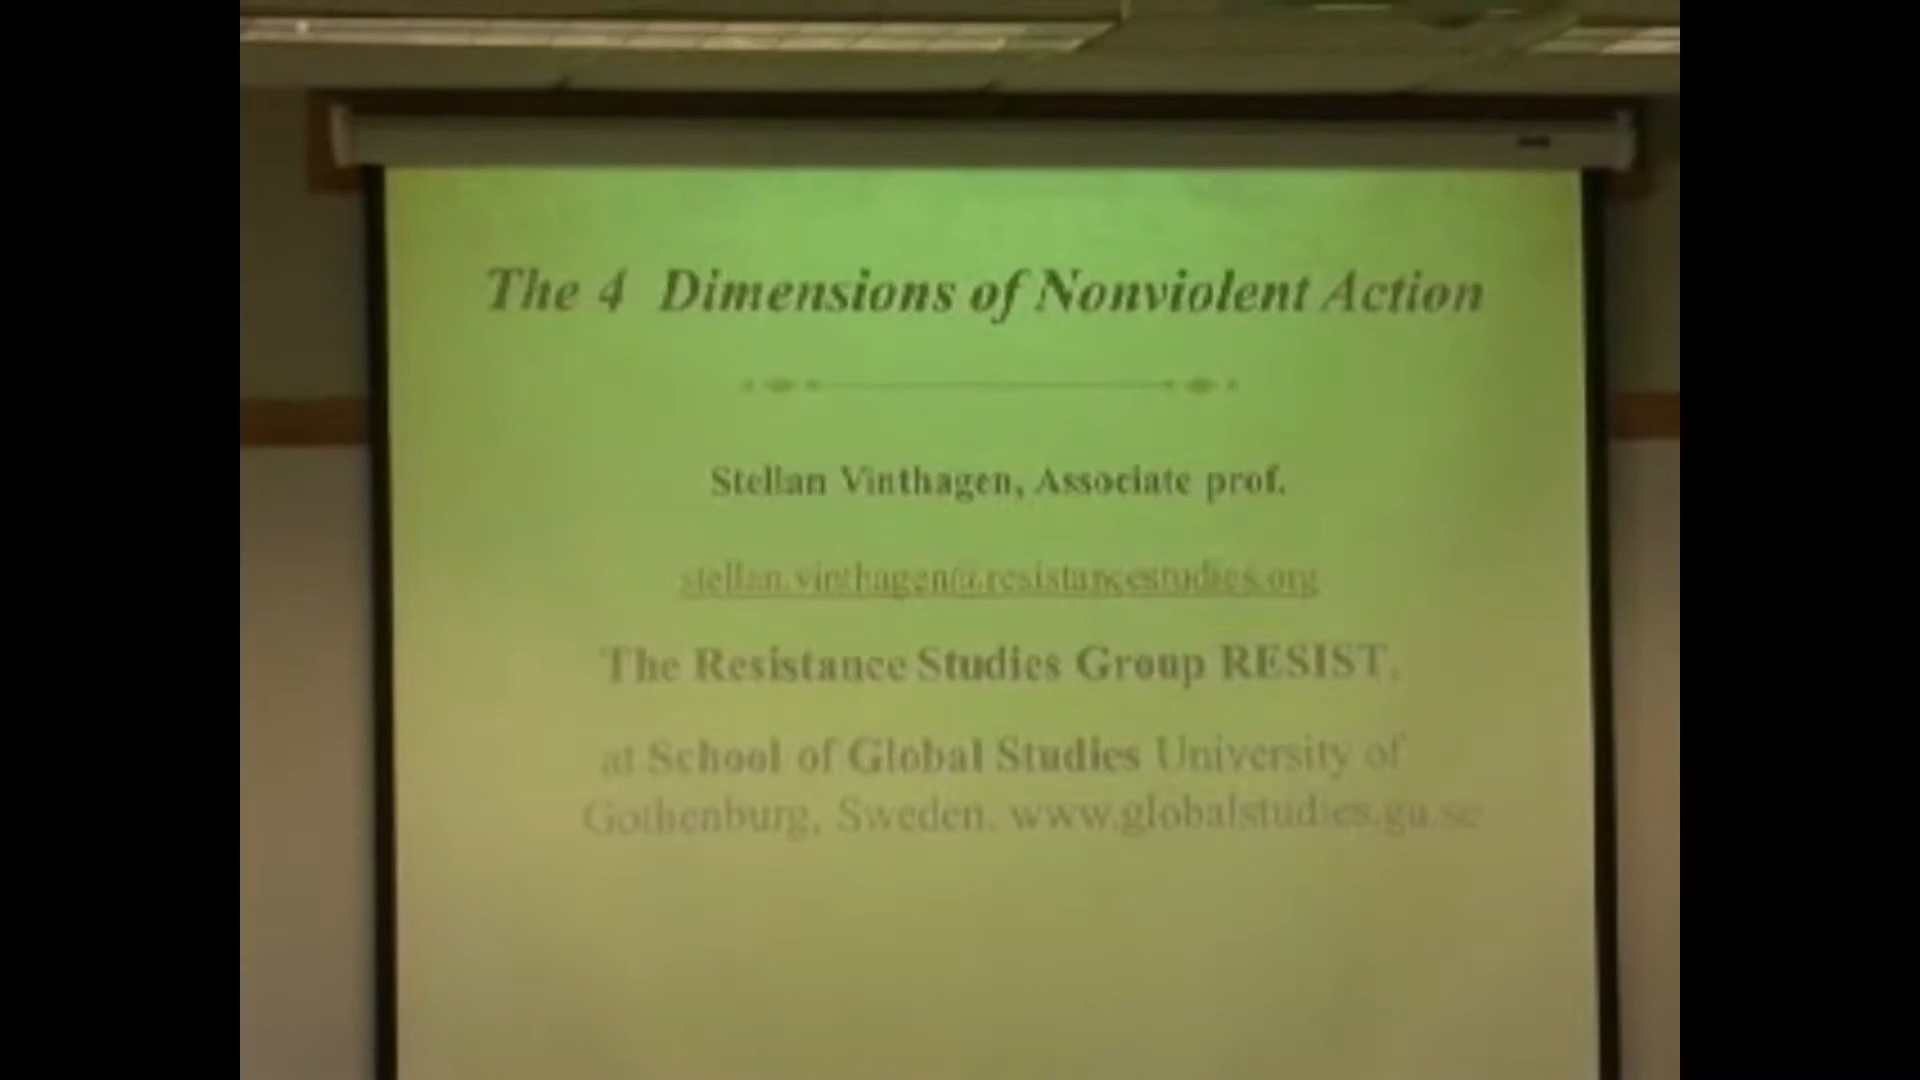 The 4 Dimensions of Nonviolent Action
Stellan Vinthagen, Associate prof.
stellan.vinthagen@resistancestudies.org
The Resistance Studies Group RESIST,
at School of Global Studies University of
Gothenburg, Sweden. www.globalstudies.gu.se